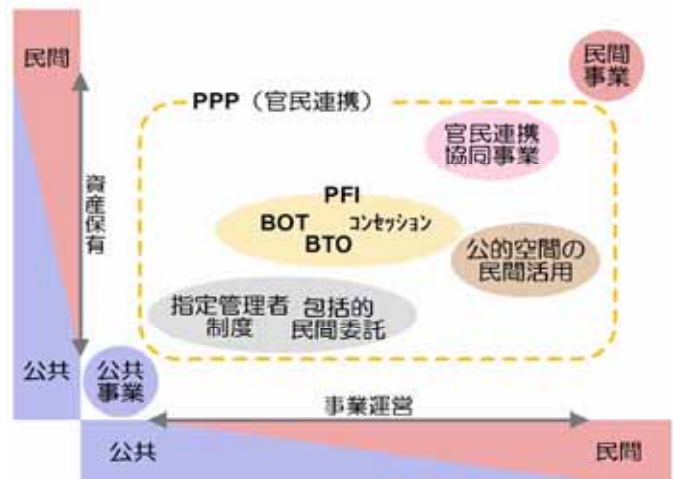 民間
民間
事業
PPP（官民連携）
官民連携
協同事業
資産保有
PFI
BOT コンセッション
BTO
公的空間の
民間活用
指定管理者 包括的
制度 民間委託
公共
公共
事業
事業運営
公共
民間